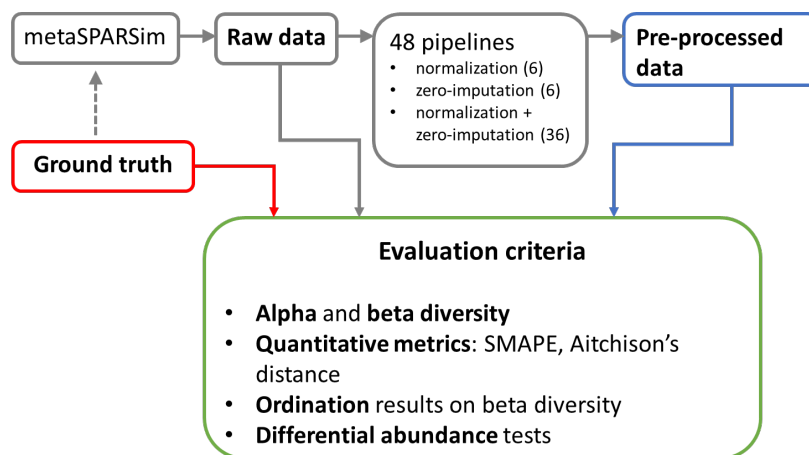 metaSPARSim
Raw data
48 pipelines
• normalization (6)
• zero-imputation (6)
• normalization +
zero-imputation (36)
Pre-processed
data
Ground truth
Evaluation criteria
• Alpha and beta diversity
• Quantitative metrics: SMAPE, Aitchison's
distance
• Ordination results on beta diversity
• Differential abundance tests